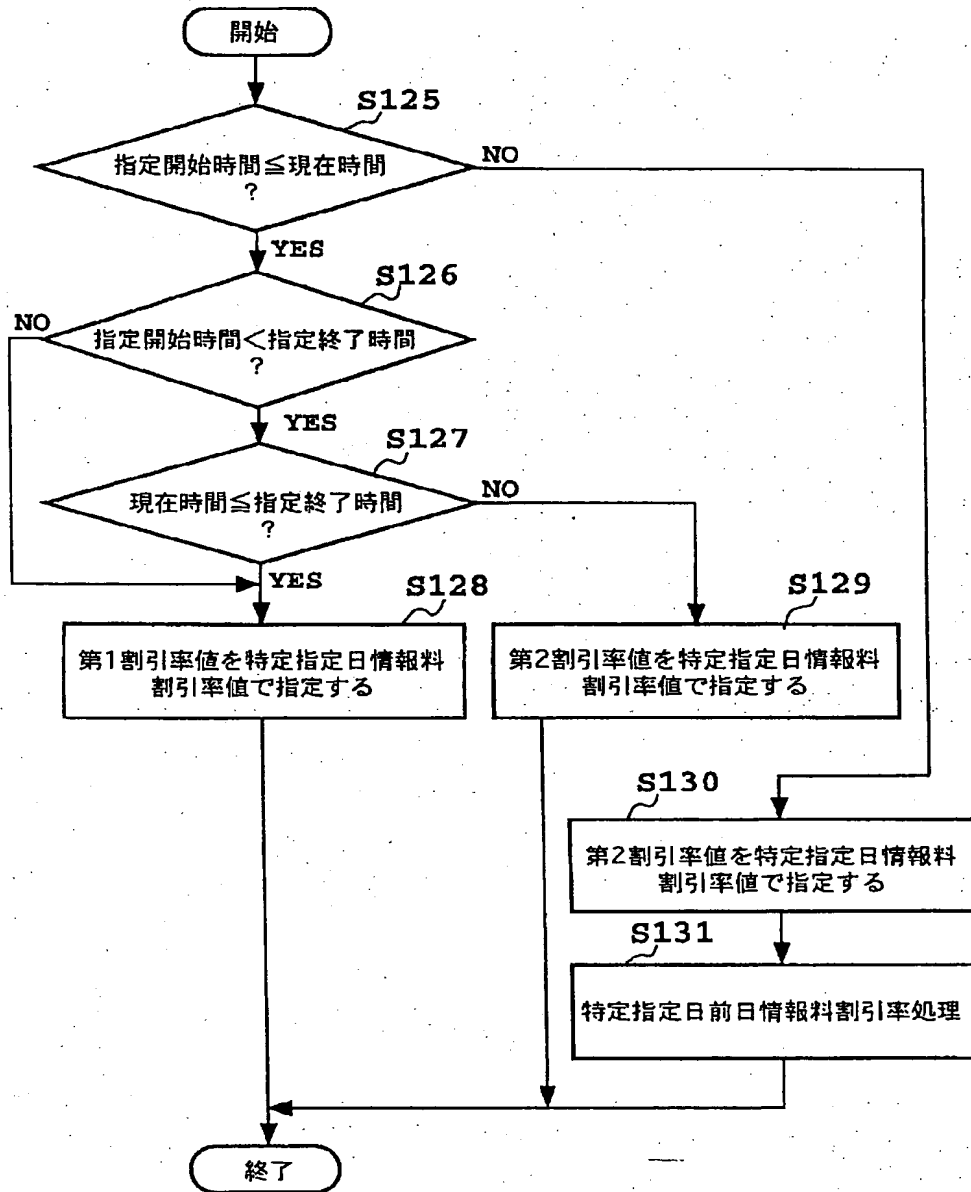 開始
S125
指定開始時間≦現在時間
?
NO
YES
S126
NO
指定開始時間<指定終了時間
?
YES
S127
現在時間≦指定終了時間
?
NO
YES
S128
第1割引率値を特定指定日情報料
割引率値で指定する
S129
第2割引率値を特定指定日情報料
割引率値で指定する
S130
第2割引率値を特定指定日情報料
割引率値で指定する
S131
特定指定日前日情報料割引率処理
終了